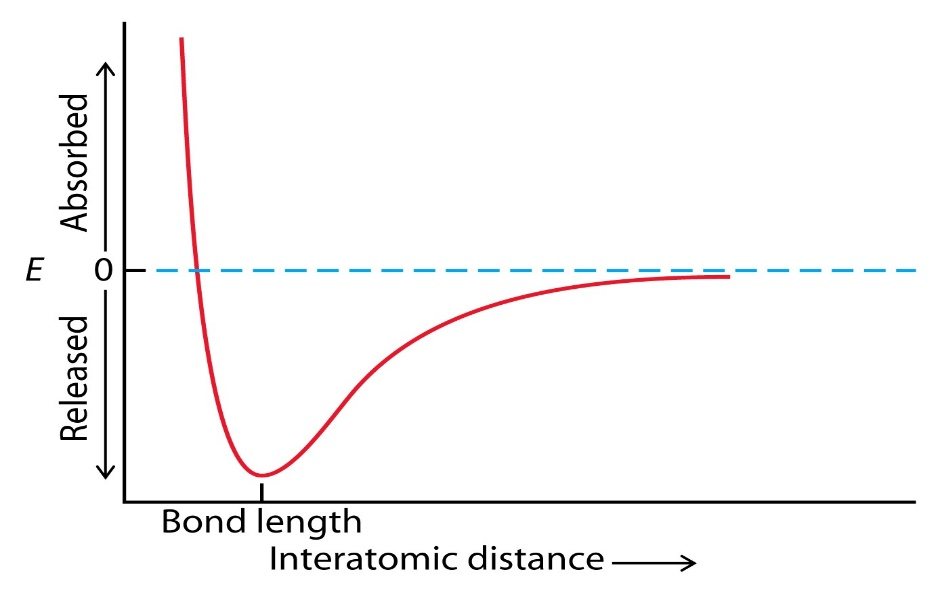 Absorbed
E
0
Released
Bond length
Interatomic distance